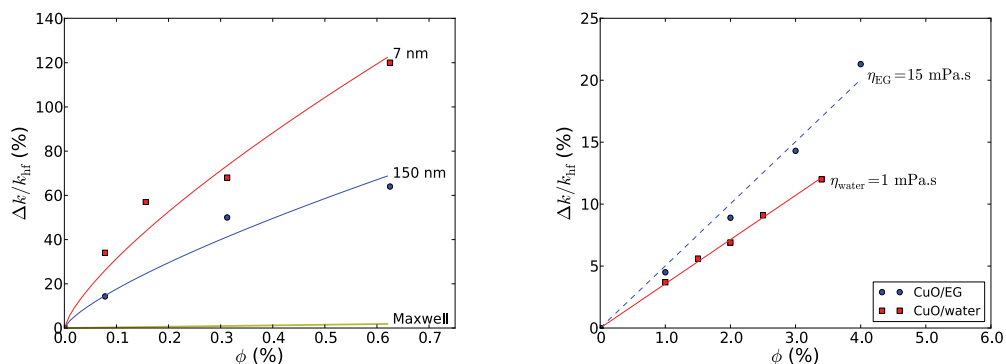 140
120
100
80
60
40
20
0
0.0 0.1 0.2 0.3 0.4 0.5 0.6 0.7
Δk/k_hf (%)
ϕ (%)
7 nm
150 nm
Maxwell
25
20
15
10
5
0
0 1.0 2.0 3.0 4.0 5.0 6.0
Δk/k_hf (%)
ϕ (%)
η_EG=15 mPa.s
η_water=1 mPa.s
CuO/EG
CuO/water